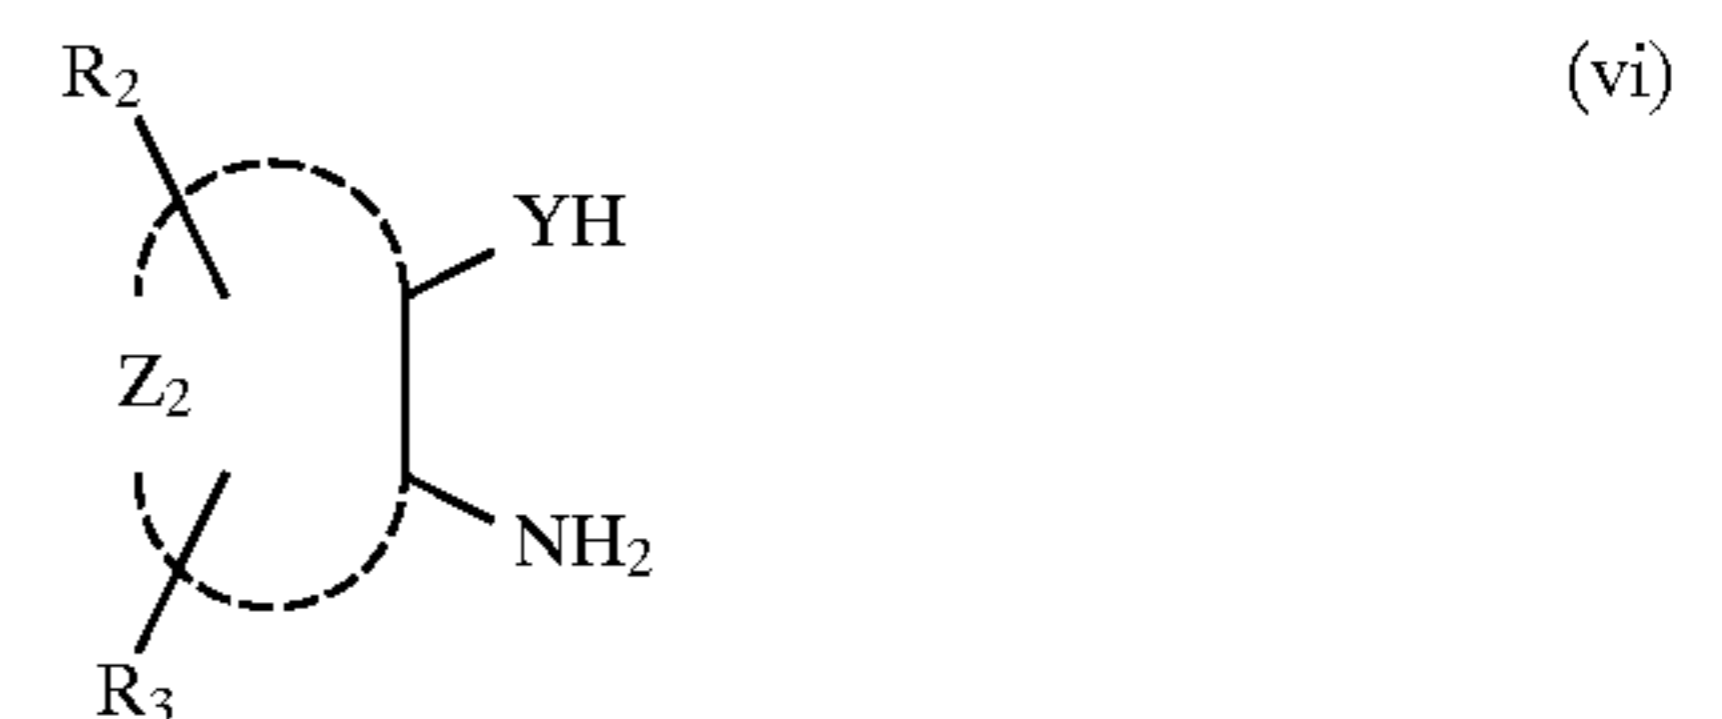 R₂ (vi)
YH
Z₂
NH₂
R₃